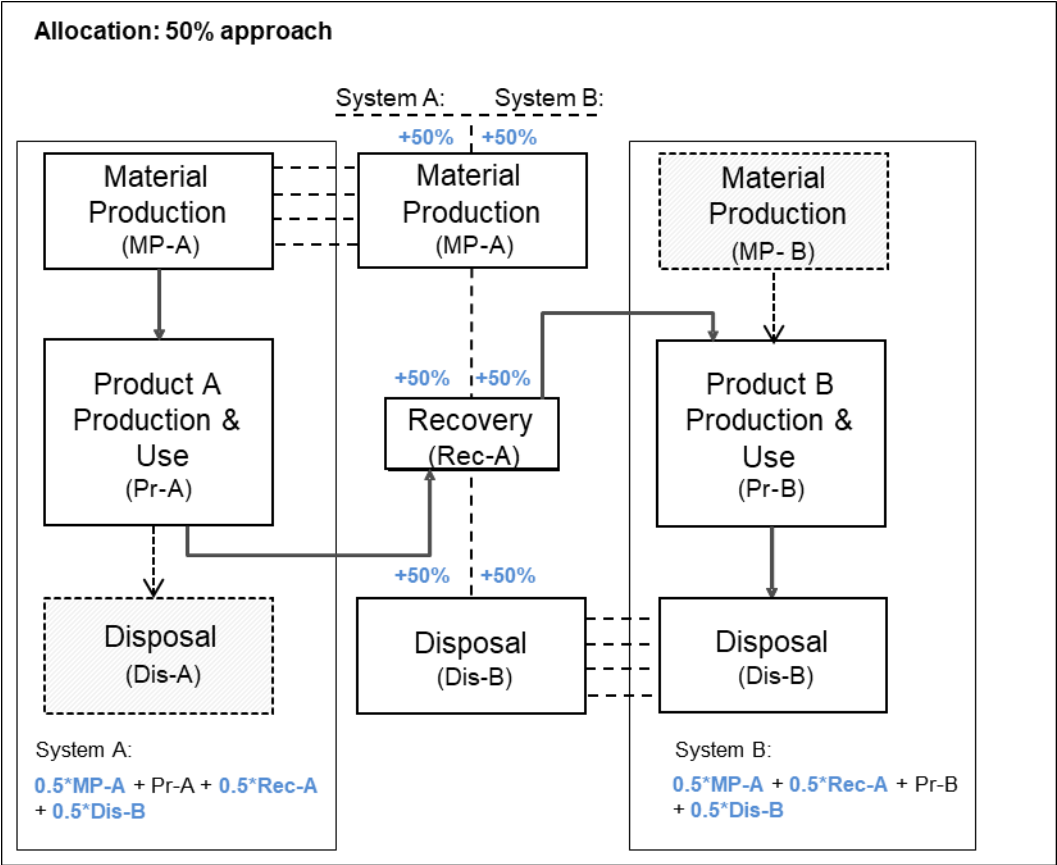 Allocation: 50% approach
System A:
System B:
+50%
+50%
Material
Production
(MP-A)
Material
Production
(MP-A)
Material
Production
(MP- B)
Product A
Production &
Use
(Pr-A)
+50%
+50%
Recovery
(Rec-A)
Product B
Production &
Use
(Pr-B)
+50%
+50%
Disposal
(Dis-A)
Disposal
(Dis-B)
Disposal
(Dis-B)
System A:
0.5*MP-A + Pr-A + 0.5*Rec-A
+ 0.5*Dis-B
System B:
0.5*MP-A + 0.5*Rec-A + Pr-B
+ 0.5*Dis-B